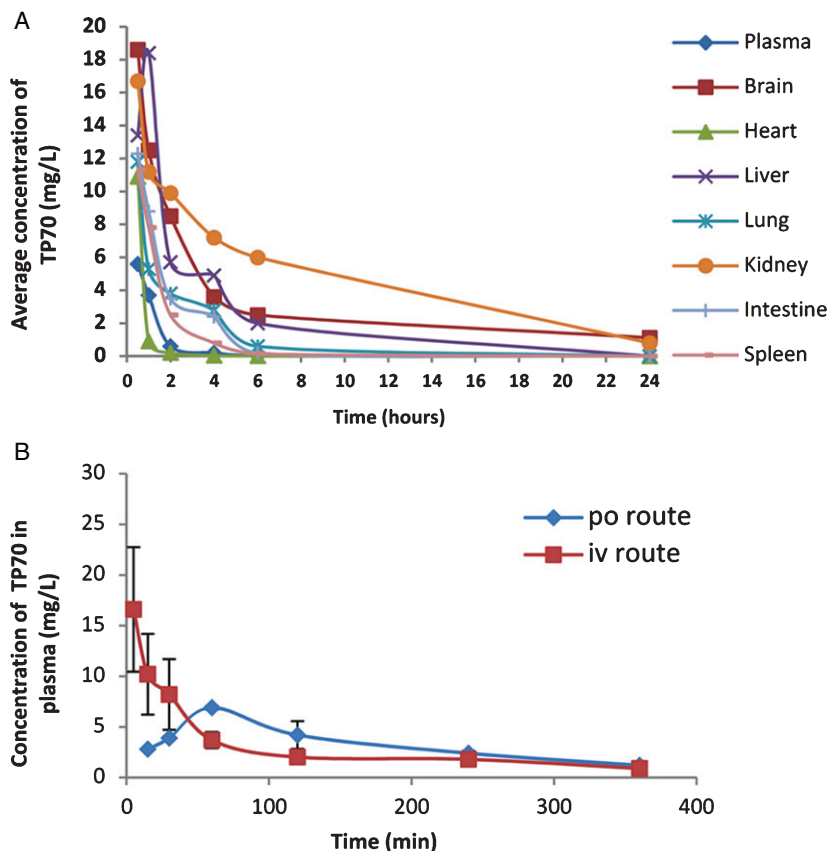 A
20
18
16
14
12
10
8
6
4
2
0
Average concentration of
TP70 (mg/L)
0 2 4 6 8 10 12 14 16 18 20 22 24
Time (hours)
Plasma
Brain
Heart
Liver
Lung
Kidney
Intestine
Spleen
B
30
25
20
15
10
5
0
Concentration of TP70 in
plasma (mg/L)
0 100 200 300 400
Time (min)
po route
iv route